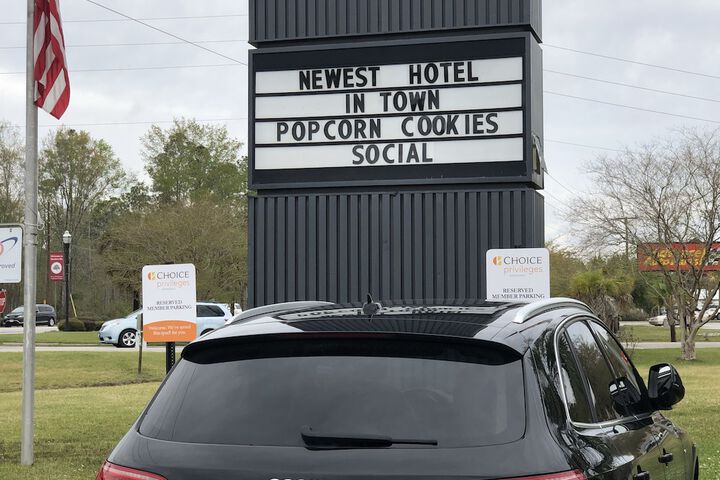 NEWEST HOTEL
IN TOWN
POPCORN COOKIES
SOCIAL
CHOICE
privileges
RESERVED
MEMBER PARKING
CHOICE
privileges
RESERVED
MEMBER PARKING